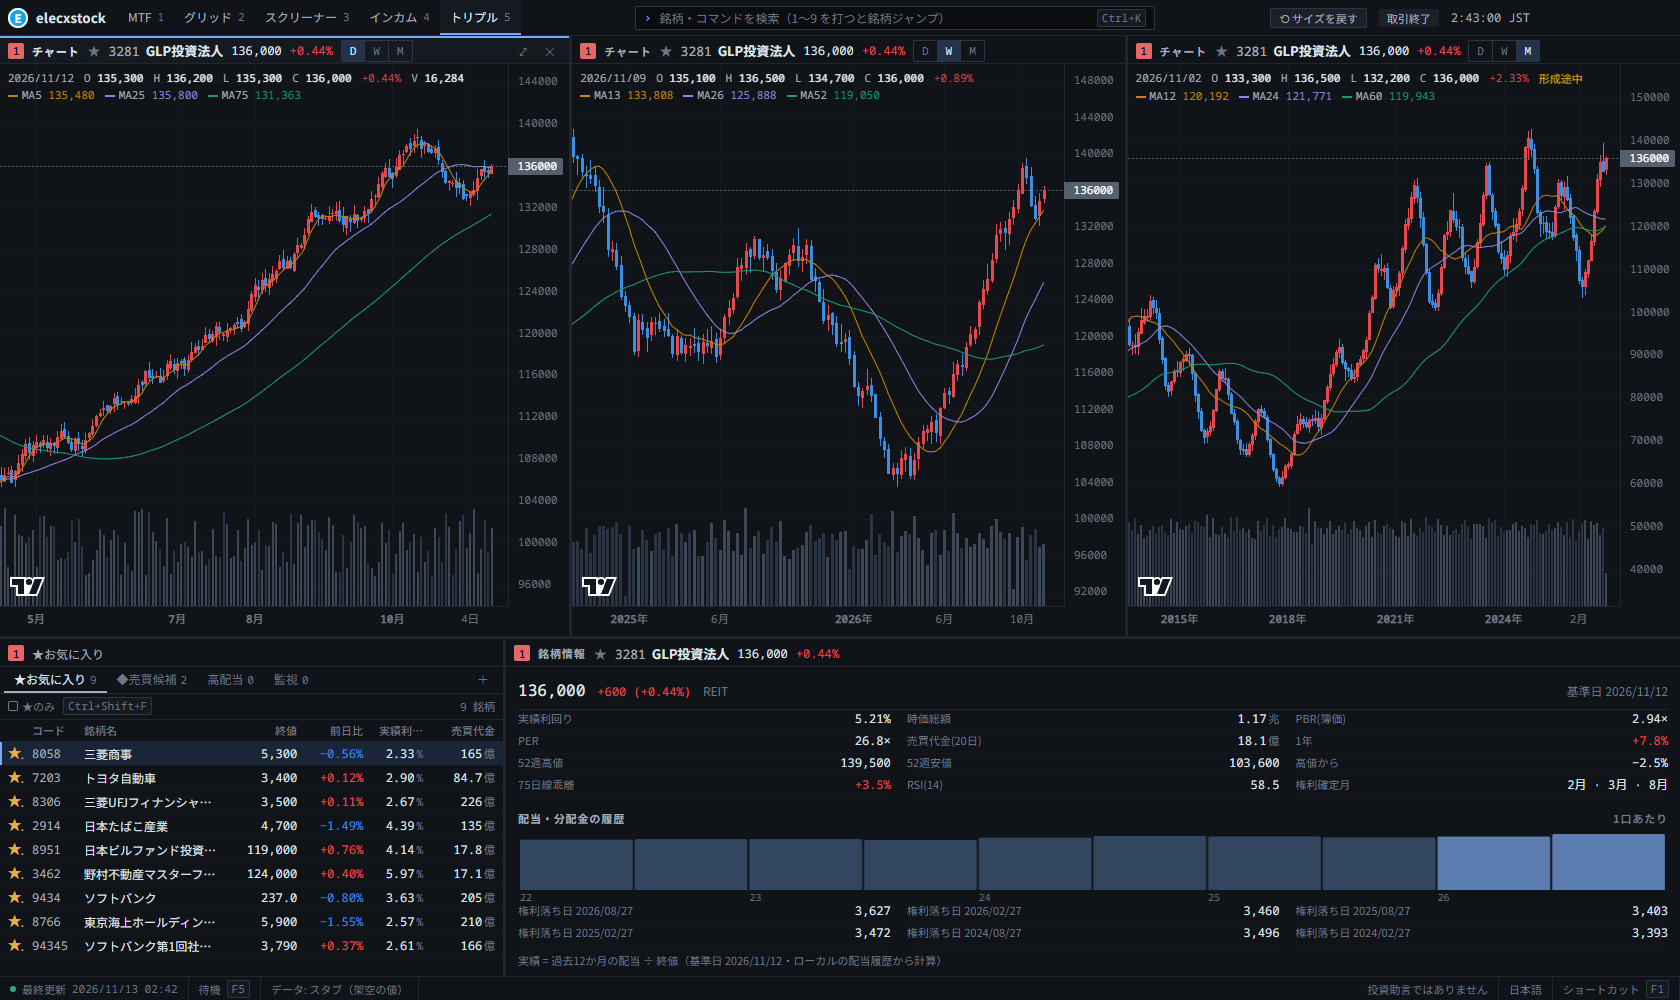 elecxstock MTF 1 グリッド 2 スクリーナー 3 インカム 4 トリプル 5
› 銘柄・コマンドを検索（1〜9 を打つと銘柄ジャンプ） Ctrl+K
サイズを戻す 取引終了 2:43:00 JST
1 チャート ★ 3281 GLP投資法人 136,000 +0.44% D W M
2026/11/12 O 135,300 H 136,200 L 135,300 C 136,000 +0.44% V 16,284
MA5 135,480 MA25 135,800 MA75 131,363
144000
140000
136000
132000
128000
124000
120000
116000
112000
108000
104000
100000
96000
5月 7月 8月 10月 4日
1 チャート ★ 3281 GLP投資法人 136,000 +0.44% D W M
2026/11/09 O 135,100 H 136,500 L 134,700 C 136,000 +0.89%
MA13 133,808 MA26 125,888 MA52 119,050
148000
144000
140000
136000
132000
128000
124000
120000
116000
112000
108000
104000
100000
96000
92000
2025年 6月 2026年 6月 10月
1 チャート ★ 3281 GLP投資法人 136,000 +0.44% D W M
2026/11/02 O 133,300 H 136,500 L 132,200 C 136,000 +2.33% 形成途中
MA12 120,192 MA24 121,771 MA60 119,943
150000
140000
136000
130000
120000
110000
100000
90000
80000
70000
60000
50000
40000
2015年 2018年 2021年 2024年 2月
1 ★お気に入り
★お気に入り 9 ◆売買候補 2 高配当 0 監視 0 ＋
★のみ Ctrl+Shift+F 9 銘柄
コード 銘柄名 終値 前日比 実績利… 売買代金
★ 8058 三菱商事 5,300 −0.56% 2.33% 165億
★ 7203 トヨタ自動車 3,400 +0.12% 2.90% 84.7億
★ 8306 三菱UFJフィナンシャ… 3,500 +0.11% 2.67% 226億
★ 2914 日本たばこ産業 4,700 −1.49% 4.39% 135億
★ 8951 日本ビルファンド投資… 119,000 +0.76% 4.14% 17.8億
★ 3462 野村不動産マスターフ… 124,000 +0.40% 5.97% 17.1億
★ 9434 ソフトバンク 237.0 −0.80% 3.63% 205億
★ 8766 東京海上ホールディン… 5,900 −1.55% 2.57% 210億
★ 94345 ソフトバンク第1回社… 3,790 +0.37% 2.61% 166億
1 銘柄情報 ★ 3281 GLP投資法人 136,000 +0.44%
136,000 +600 (+0.44%) REIT 基準日 2026/11/12
実績利回り 5.21% 時価総額 1.17兆 PBR(簿価) 2.94×
PER 26.8× 売買代金(20日) 18.1億 1年 +7.8%
52週高値 139,500 52週安値 103,600 高値から −2.5%
75日線乖離 +3.5% RSI(14) 58.5 権利確定月 2月 · 3月 · 8月
配当・分配金の履歴 1口あたり
22 23 24 25 26
権利落ち日 2026/08/27 3,627 権利落ち日 2026/02/27 3,460 権利落ち日 2025/08/27 3,403
権利落ち日 2025/02/27 3,472 権利落ち日 2024/08/27 3,496 権利落ち日 2024/02/27 3,393
実績 = 過去12か月の配当 ÷ 終値（基準日 2026/11/12・ローカルの配当履歴から計算）
最終更新 2026/11/13 02:42 待機 F5 データ: スタブ（架空の値） 投資助言ではありません 日本語 ショートカット F1